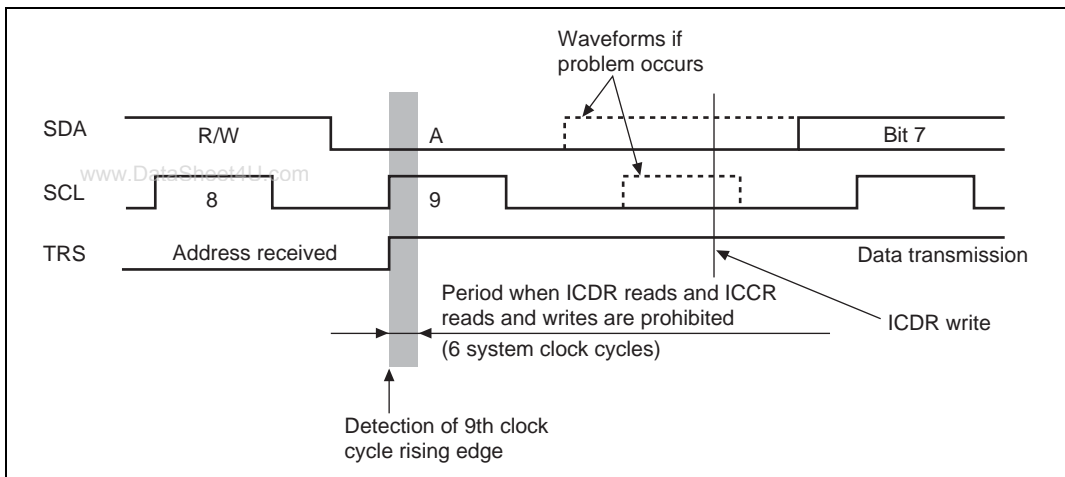 Waveforms if
problem occurs
SDA
R/W
A
Bit 7
www.DataSheet4U.com
SCL
8
9
TRS
Address received
Data transmission
Period when ICDR reads and ICCR
reads and writes are prohibited
(6 system clock cycles)
ICDR write
Detection of 9th clock
cycle rising edge